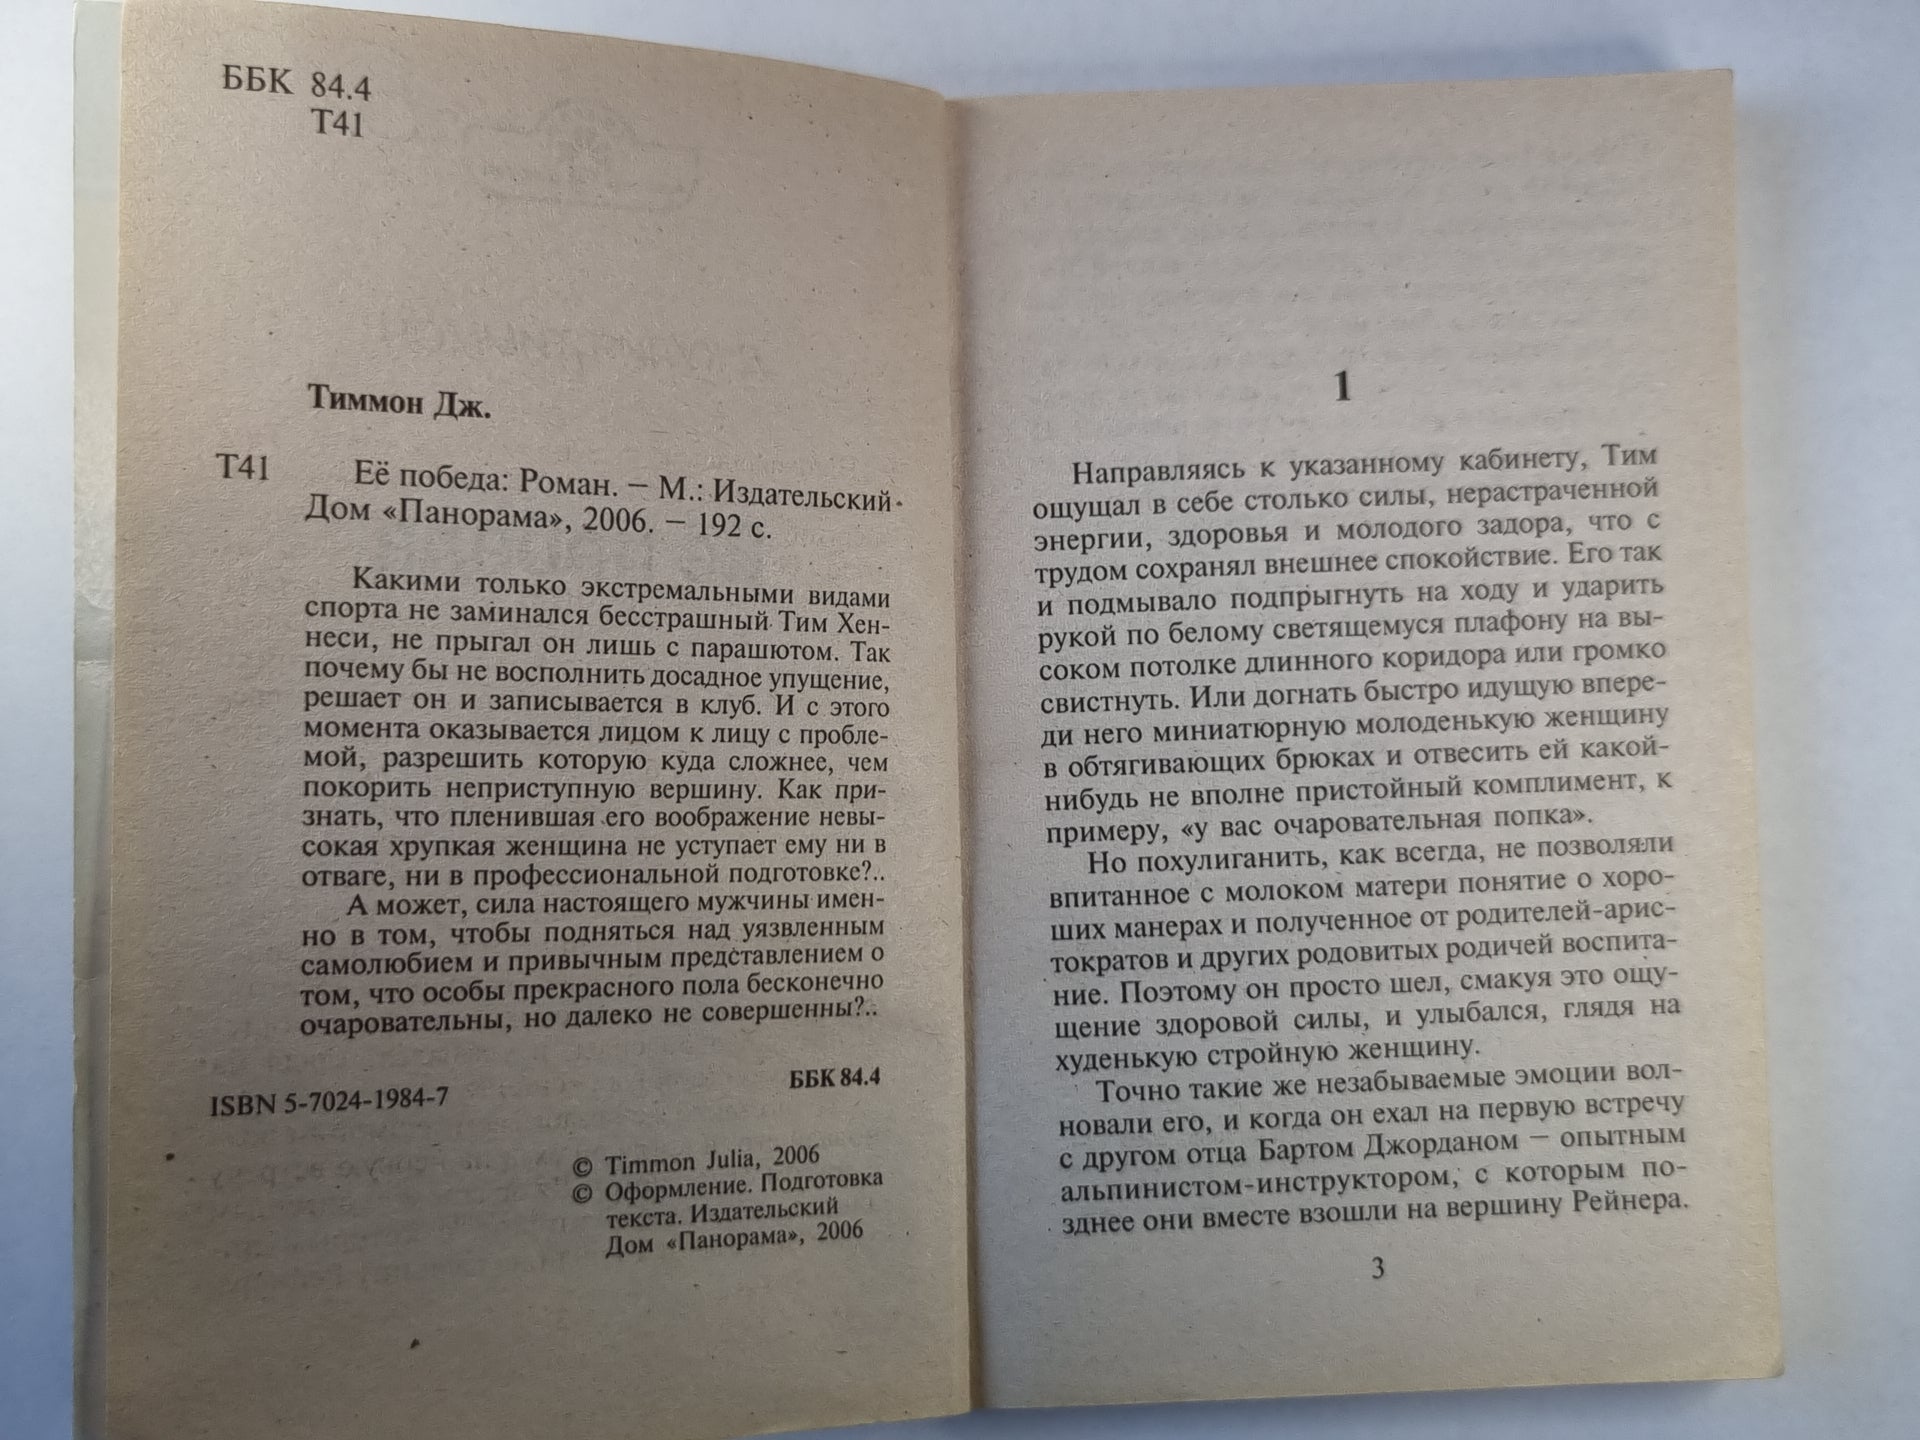 ББК 84.4
Т41
Тиммон Дж.
Т41 Её победа: Роман. – М.: Издательский
Дом «Панорама», 2006. – 192 с.
Какими только экстремальными видами
спорта не заминался бесстрашный Тим Хен-
неси, не прыгал он лишь с парашютом. Так
почему бы не восполнить досадное упущение,
решает он и записывается в клуб. И с этого
момента оказывается лицом к лицу с пробле-
мой, разрешить которую куда сложнее, чем
покорить неприступную вершину. Как при-
знать, что пленившая его воображение невы-
сокая хрупкая женщина не уступает ему ни в
отваге, ни в профессиональной подготовке?..
А может, сила настоящего мужчины имен-
но в том, чтобы подняться над уязвленным
самолюбием и привычным представлением о
том, что особы прекрасного пола бесконечно
очаровательны, но далеко не совершенны?..
ББК 84.4
ISBN 5-7024-1984-7
© Timmon Julia, 2006
© Оформление. Подготовка
текста. Издательский
Дом «Панорама», 2006
1
Направляясь к указанному кабинету, Тим
ощущал в себе столько силы, нерастраченной
энергии, здоровья и молодого задора, что с
трудом сохранял внешнее спокойствие. Его так
и подмывало подпрыгнуть на ходу и ударить
рукой по белому светящемуся плафону на вы-
соком потолке длинного коридора или громко
свистнуть. Или догнать быстро идущую впере-
ди него миниатюрную молоденькую женщину
в обтягивающих брюках и отвесить ей какой-
нибудь не вполне пристойный комплимент, к
примеру, «у вас очаровательная попка».
Но похулиганить, как всегда, не позволяли
впитанное с молоком матери понятие о хоро-
ших манерах и полученное от родителей-арис-
тократов и других родовитых родичей воспита-
ние. Поэтому он просто шел, смакуя это ощу-
щение здоровой силы, и улыбался, глядя на
худенькую стройную женщину.
Точно такие же незабываемые эмоции вол-
новали его, и когда он ехал на первую встречу
с другом отца Бартом Джорданом – опытным
альпинистом-инструктором, с которым по-
зднее они вместе взошли на вершину Рейнера.
3